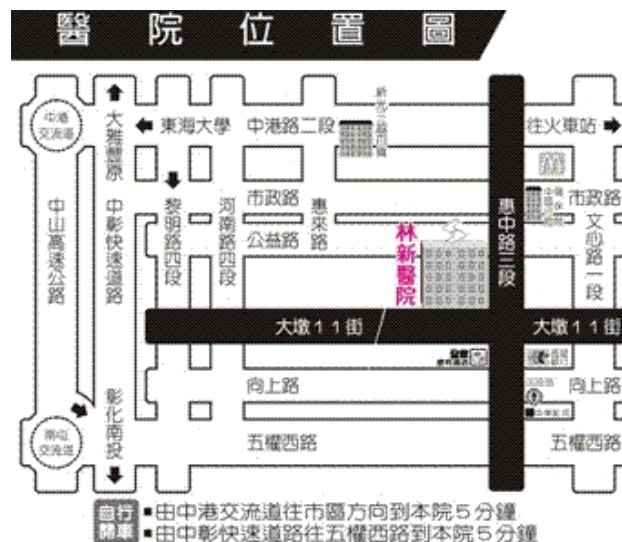 醫院位置圖
中港
交流道
大雅豐原
東海大學
中港路二段
往火車站
市政路
市政路
公益路
中山高速公路
中彰快速道路
黎明路四段
河南路四段
惠來路
林新醫院
惠中路三段
文心路一段
大墩11街
大墩11街
向上路
向上路
彰化南投
南屯
交流道
五權西路
五權西路
自行
開車
▪由中港交流道往市區方向到本院5分鐘
▪由中彰快速道路往五權西路到本院5分鐘